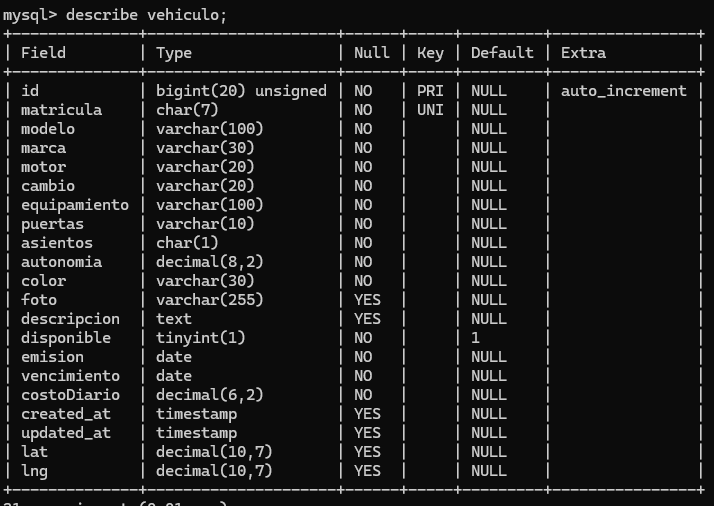 mysql> describe vehiculo;
+--------------+---------------------+------+-----+---------+----------------+
| Field        | Type                | Null | Key | Default | Extra          |
+--------------+---------------------+------+-----+---------+----------------+
| id           | bigint(20) unsigned | NO   | PRI | NULL    | auto_increment |
| matricula    | char(7)             | NO   | UNI | NULL    |                |
| modelo       | varchar(100)        | NO   |     | NULL    |                |
| marca        | varchar(30)         | NO   |     | NULL    |                |
| motor        | varchar(20)         | NO   |     | NULL    |                |
| cambio       | varchar(20)         | NO   |     | NULL    |                |
| equipamiento | varchar(100)        | NO   |     | NULL    |                |
| puertas      | varchar(10)         | NO   |     | NULL    |                |
| asientos     | char(1)             | NO   |     | NULL    |                |
| autonomia    | decimal(8,2)        | NO   |     | NULL    |                |
| color        | varchar(30)         | NO   |     | NULL    |                |
| foto         | varchar(255)        | YES  |     | NULL    |                |
| descripcion  | text                | YES  |     | NULL    |                |
| disponible   | tinyint(1)          | NO   |     | 1       |                |
| emision      | date                | NO   |     | NULL    |                |
| vencimiento  | date                | NO   |     | NULL    |                |
| costoDiario  | decimal(6,2)        | NO   |     | NULL    |                |
| created_at   | timestamp           | YES  |     | NULL    |                |
| updated_at   | timestamp           | YES  |     | NULL    |                |
| lat          | decimal(10,7)       | YES  |     | NULL    |                |
| lng          | decimal(10,7)       | YES  |     | NULL    |                |
+--------------+---------------------+------+-----+---------+----------------+